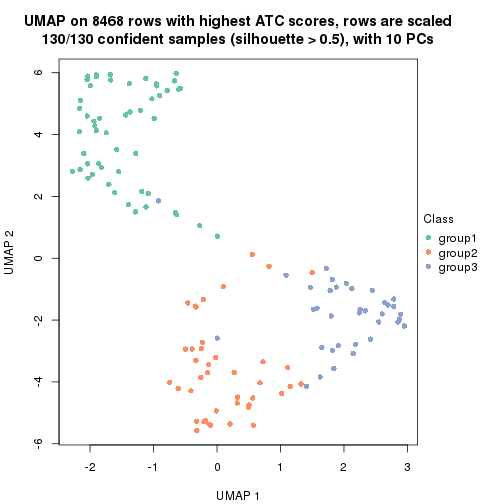 UMAP on 8468 rows with highest ATC scores, rows are scaled
130/130 confident samples (silhouette > 0.5), with 10 PCs
6
4
2
0
-2
-4
-6
UMAP 2
-2
-1
0
1
2
3
UMAP 1
Class
group1
group2
group3